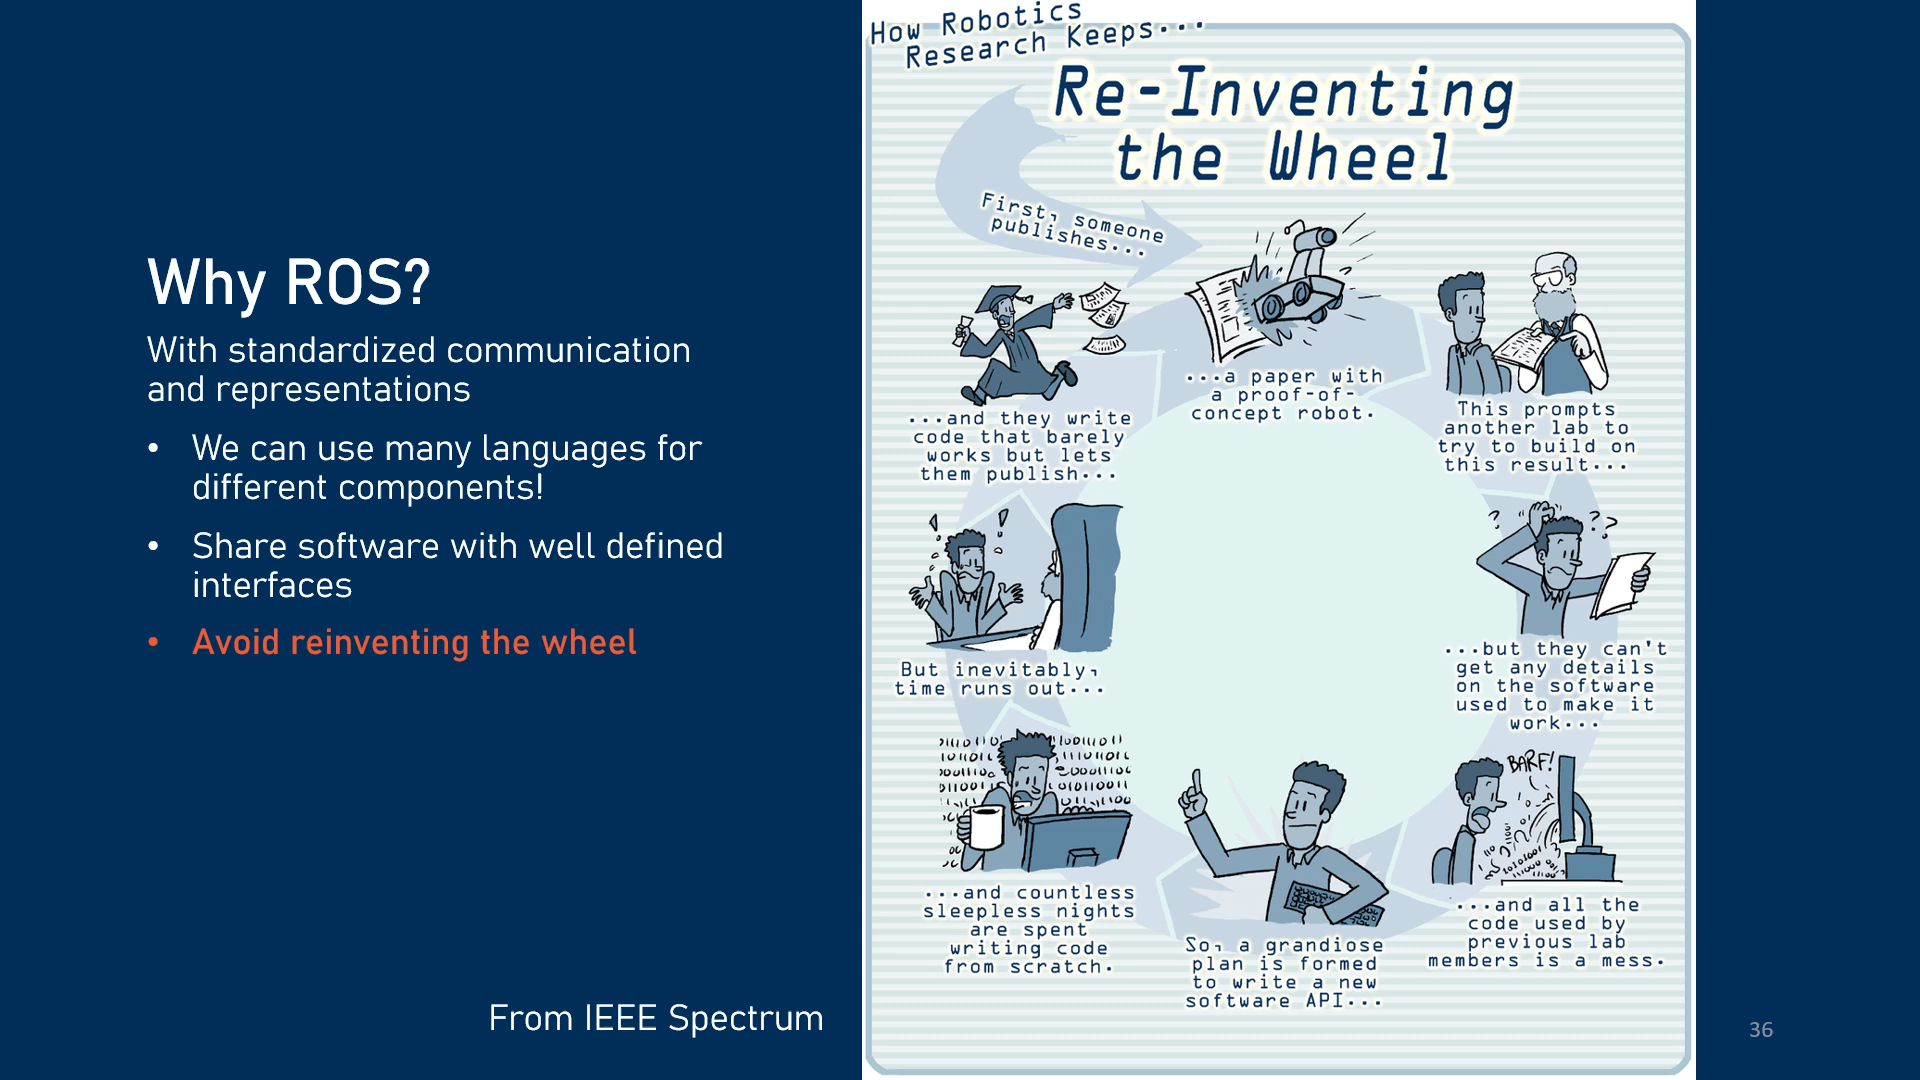 Why ROS?
With standardized communication
and representations
• We can use many languages for
different components!
• Share software with well defined
interfaces
• Avoid reinventing the wheel
From IEEE Spectrum
How Robotics
Research Keeps...
Re-Inventing
the Wheel
First, someone
publishes...
...a paper with
a proof-of-
concept robot.
This prompts
another lab to
try to build on
this result...
? ? ?
...but they can't
get any details
on the software
used to make it
work...
BARF!
...and all the
code used by
previous lab
members is a mess.
So, a grandiose
plan is formed
to write a new
software API...
...and countless
sleepless nights
are spent
writing code
from scratch.
But inevitably,
time runs out...
! !
...and they write
code that barely
works but lets
them publish...
36